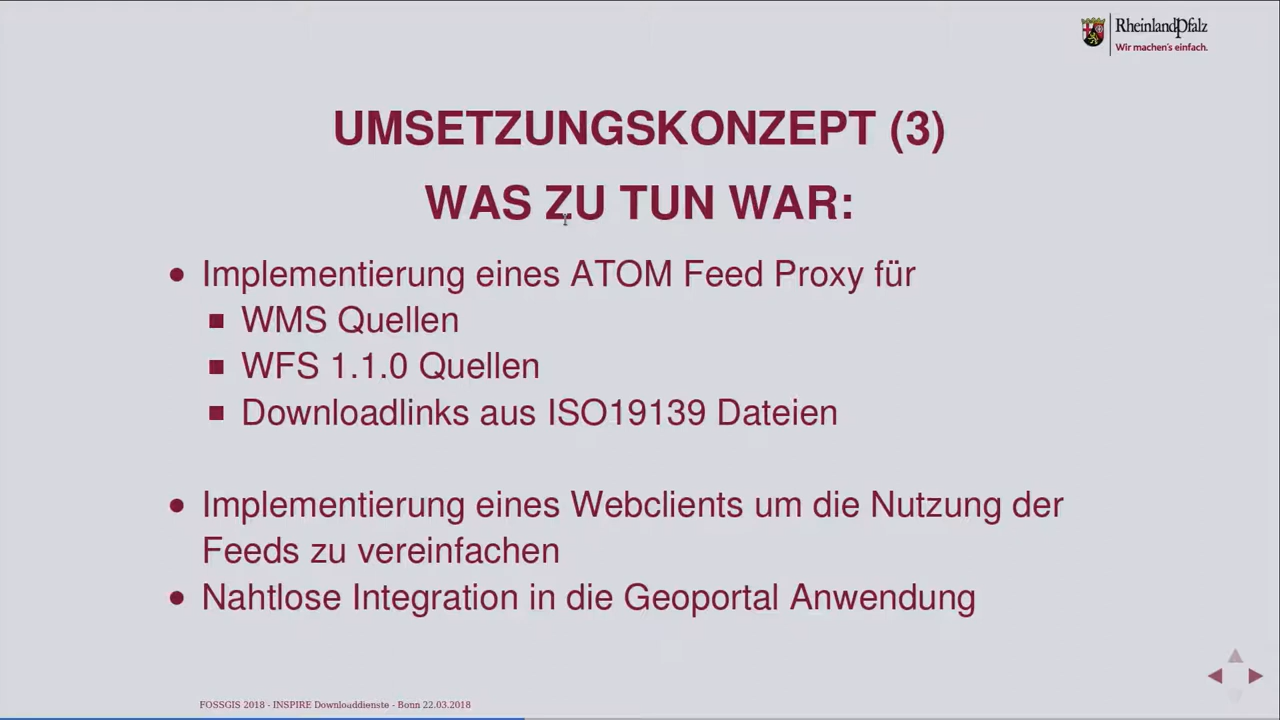 RheinlandPfalz
Wir machen's einfach.
UMSETZUNGSKONZEPT (3)
WAS ZU TUN WAR:
Implementierung eines ATOM Feed Proxy für
WMS Quellen
WFS 1.1.0 Quellen
Downloadlinks aus ISO19139 Dateien
Implementierung eines Webclients um die Nutzung der
Feeds zu vereinfachen
Nahtlose Integration in die Geoportal Anwendung
FOSSGIS 2018 - INSPIRE Downloaddienste - Bonn 22.03.2018